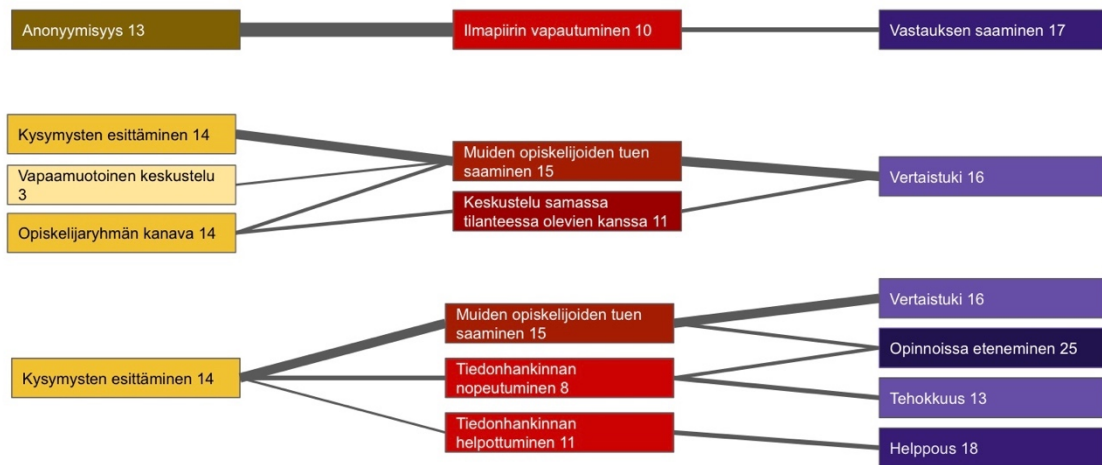 Anonyymisyys 13
Ilmapiirin vapautuminen 10
Vastauksen saaminen 17
Kysymysten esittäminen 14
Vapaamuotoinen keskustelu
3
Opiskelijaryhmän kanava 14
Muiden opiskelijoiden tuen
saaminen 15
Keskustelu samassa
tilanteessa olevien kanssa 11
Vertaistuki 16
Kysymysten esittäminen 14
Muiden opiskelijoiden tuen
saaminen 15
Tiedonhankinnan
nopeutuminen 8
Tiedonhankinnan
helpottuminen 11
Vertaistuki 16
Opinnoissa eteneminen 25
Tehokkuus 13
Helppous 18